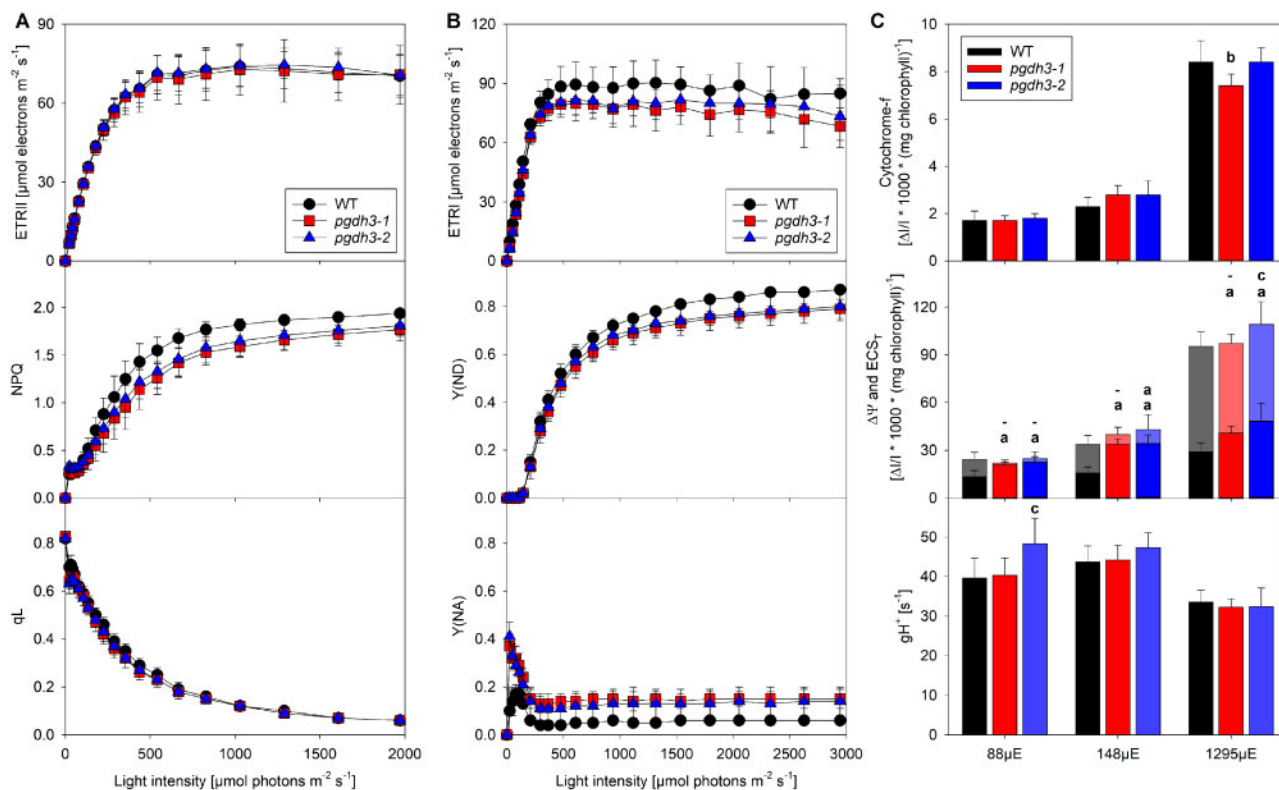 A
90
60
30
0
ETRII [µmol electrons m-2 s-1]
WT
pgdh3-1
pgdh3-2
2.0
1.5
1.0
0.5
0.0
NPQ
0.8
0.6
0.4
0.2
0.0
qL
0 500 1000 1500 2000
Light intensity [µmol photons m-2 s-1]
B
120
90
60
30
0
ETRI [µmol electrons m-2 s-1]
WT
pgdh3-1
pgdh3-2
0.8
0.6
0.4
0.2
0.0
Y(ND)
0.8
0.6
0.4
0.2
0.0
Y(NA)
0 500 1000 1500 2000 2500 3000
Light intensity [µmol photons m-2 s-1]
C
10
8
6
4
2
0
Cytochrome-f
[ΔI/I * 1000 * (mg chlorophyll)-1]
WT
pgdh3-1
pgdh3-2
b
120
90
60
30
0
ΔΨ and ECST
[ΔI/I * 1000 * (mg chlorophyll)-1]
- - - a - c
a a a a a a
50
40
30
20
10
0
gH+ [s-1]
c
88µE 148µE 1295µE